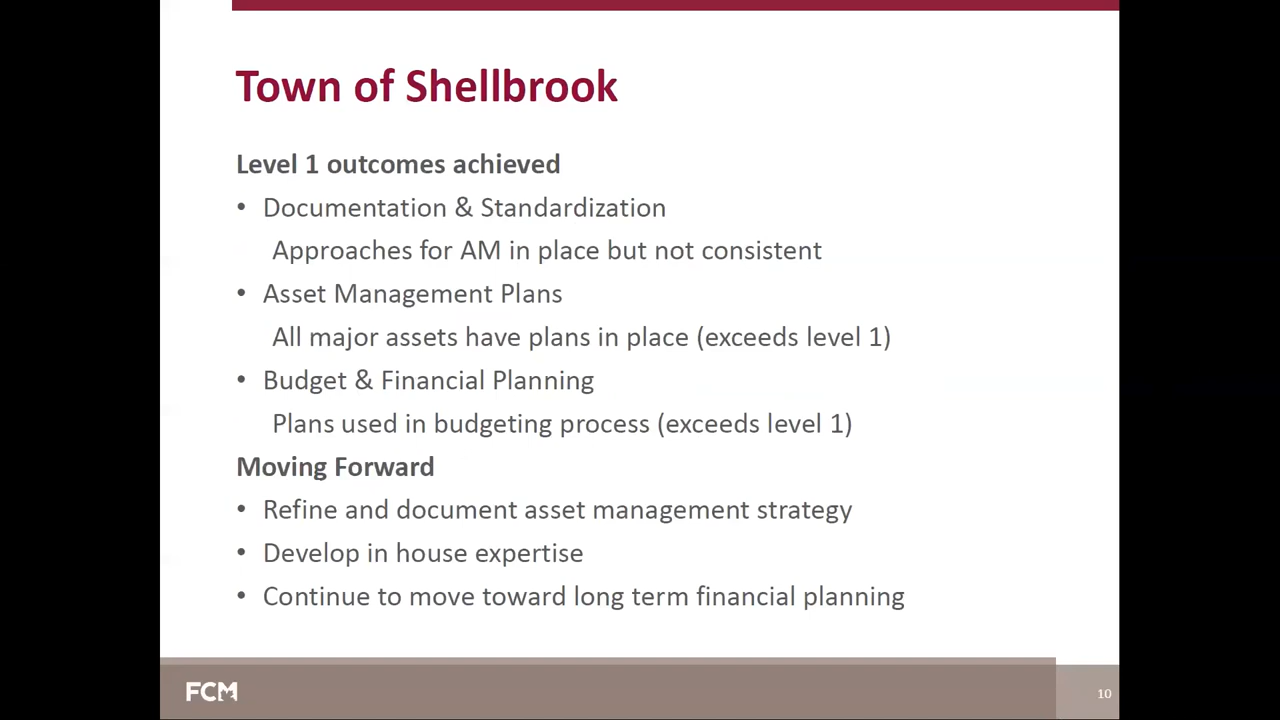 Town of Shellbrook
Level 1 outcomes achieved
• Documentation & Standardization
Approaches for AM in place but not consistent
• Asset Management Plans
All major assets have plans in place (exceeds level 1)
• Budget & Financial Planning
Plans used in budgeting process (exceeds level 1)
Moving Forward
• Refine and document asset management strategy
• Develop in house expertise
• Continue to move toward long term financial planning
FCM
10